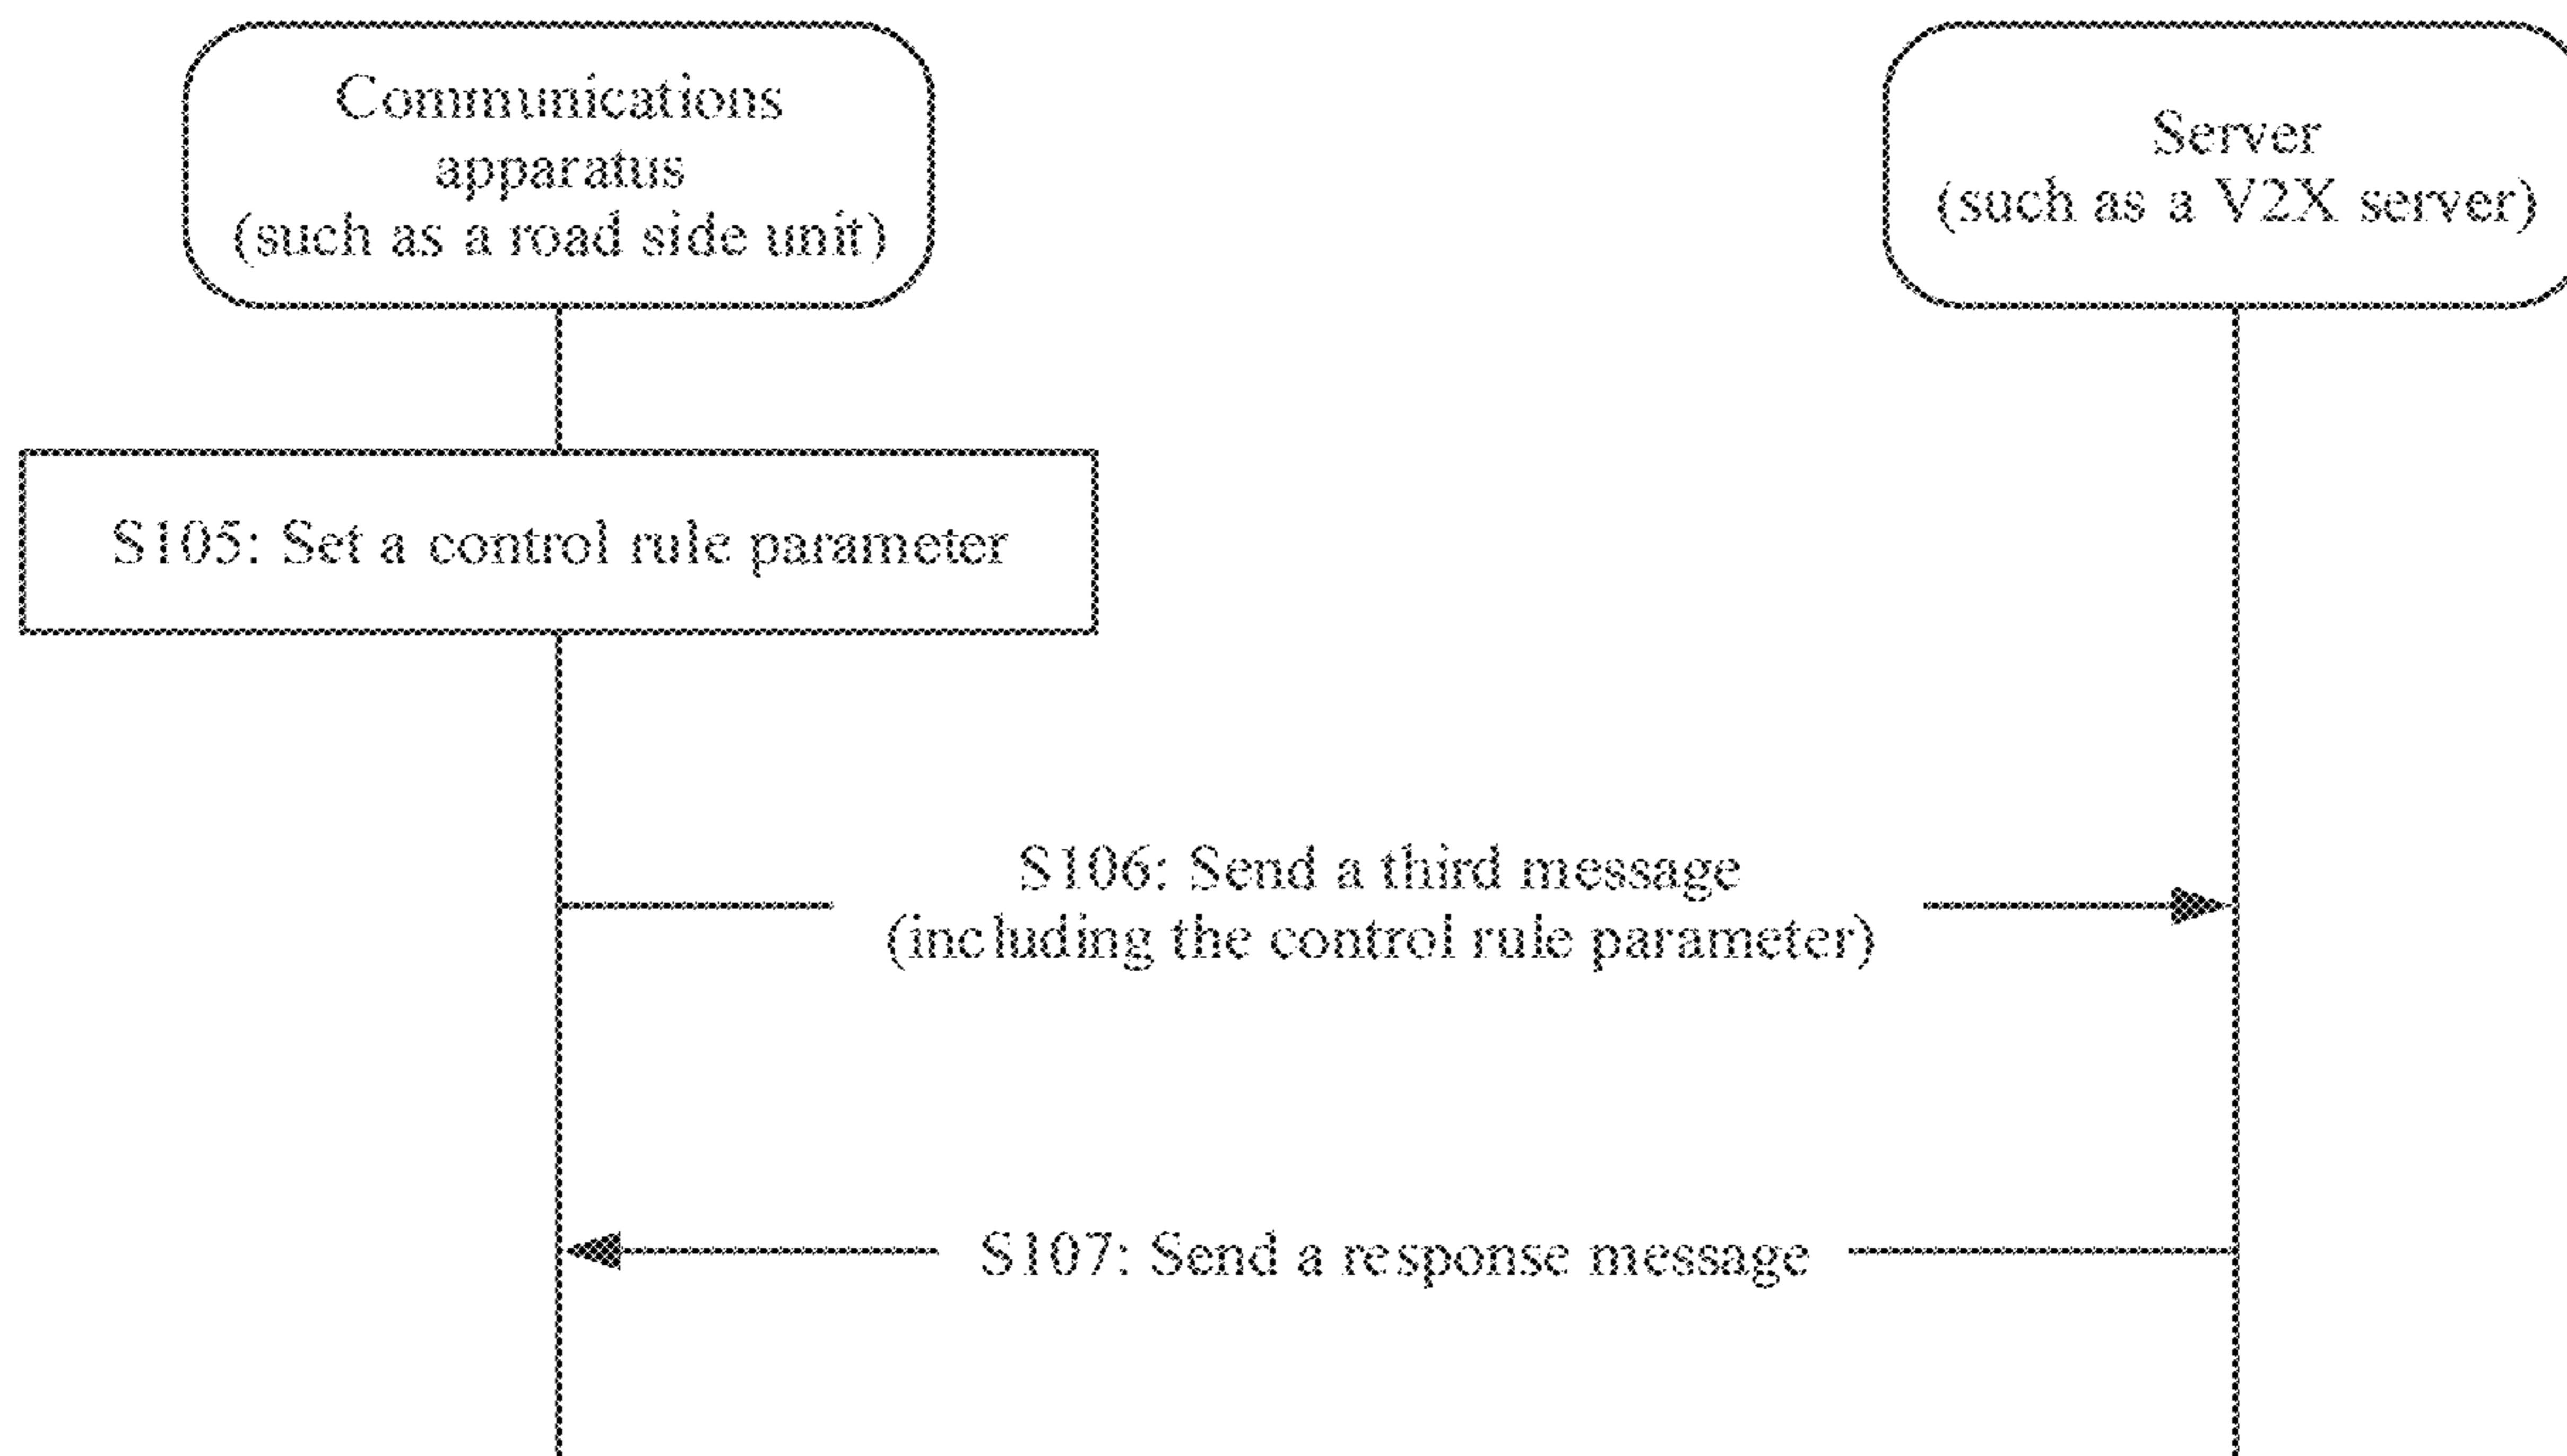 Communications
apparatus
(such as a road side unit)
Server
(such as a V2X server)
S105: Set a control rule parameter
S106: Send a third message
(including the control rule parameter)
S107: Send a response message